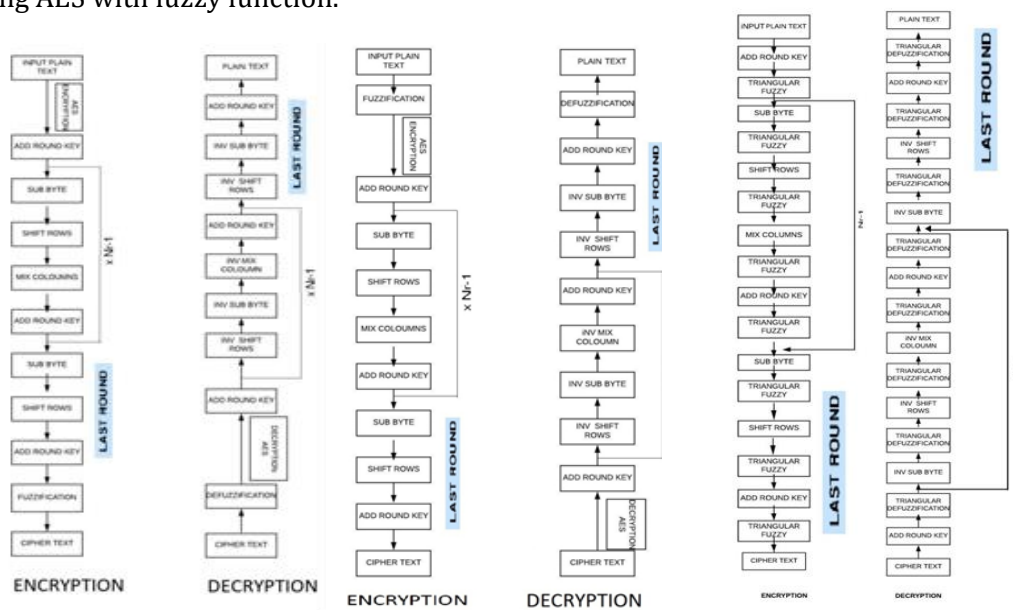 ng AES with fuzzy function.
INPUT PLAIN
TEXT
AES
ENCRYPTION
ADD ROUND KEY
SUB BYTE
SHIFT ROWS
MIX COLOUMNS
ADD ROUND KEY
x Nr-1
SUB BYTE
SHIFT ROWS
ADD ROUND KEY
LAST ROUND
FUZZIFICATION
CIPHER TEXT
ENCRYPTION
PLAIN TEXT
ADD ROUND KEY
INV SUB BYTE
INV SHIFT
ROWS
LAST ROUND
ADD ROUND KEY
INV MIX
COLOUMN
INV SUB BYTE
INV SHIFT
ROWS
x Nr-1
ADD ROUND KEY
DECRYPTION
AES
DEFUZZIFICATION
CIPHER TEXT
DECRYPTION
INPUT PLAIN
TEXT
FUZZIFICATION
AES
ENCRYPTION
ADD ROUND KEY
SUB BYTE
SHIFT ROWS
MIX COLOUMNS
ADD ROUND KEY
x Nr-1
SUB BYTE
SHIFT ROWS
ADD ROUND KEY
LAST ROUND
CIPHER TEXT
ENCRYPTION
PLAIN TEXT
DEFUZZIFICATION
ADD ROUND KEY
INV SUB BYTE
INV SHIFT
ROWS
LAST ROUND
ADD ROUND KEY
iNV MIX
COLOUMN
INV SUB BYTE
INV SHIFT
ROWS
ADD ROUND KEY
DECRYPTION
AES
CIPHER TEXT
DECRYPTION
INPUT PLAIN TEXT
ADD ROUND KEY
TRIANGULAR
FUZZY
SUB BYTE
TRIANGULAR
FUZZY
SHIFT ROWS
TRIANGULAR
FUZZY
MIX COLUMNS
TRIANGULAR
FUZZY
ADD ROUND KEY
TRIANGULAR
FUZZY
Nr-1
SUB BYTE
TRIANGULAR
FUZZY
SHIFT ROWS
TRIANGULAR
FUZZY
ADD ROUND KEY
TRIANGULAR
FUZZY
LAST ROUND
CIPHER TEXT
ENCRYPTION
PLAIN TEXT
TRIANGULAR
DEFUZZIFICATION
ADD ROUND KEY
TRIANGULAR
DEFUZZIFICATION
INV SHIFT
ROWS
TRIANGULAR
DEFUZZIFICATION
INV SUB BYTE
LAST ROUND
TRIANGULAR
DEFUZZIFICATION
ADD ROUND KEY
TRIANGULAR
DEFUZZIFICATION
iNV MIX
COLOUMN
TRIANGULAR
DEFUZZIFICATION
INV SHIFT
ROWS
TRIANGULAR
DEFUZZIFICATION
INV SUB BYTE
TRIANGULAR
DEFUZZIFICATION
ADD ROUND KEY
CIPHER TEXT
DECRYPTION